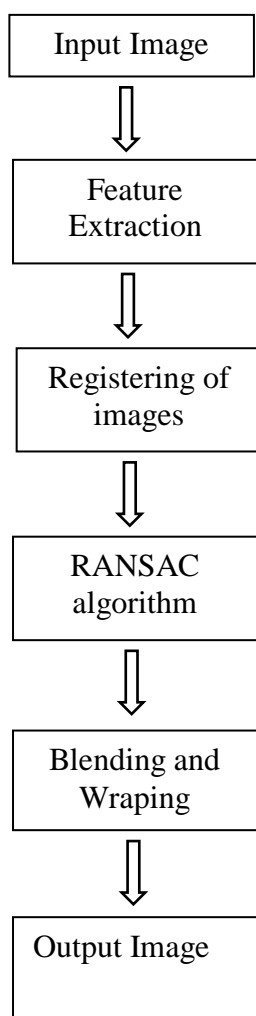 Input Image
Feature
Extraction
Registering of
images
RANSAC
algorithm
Blending and
Wraping
Output Image